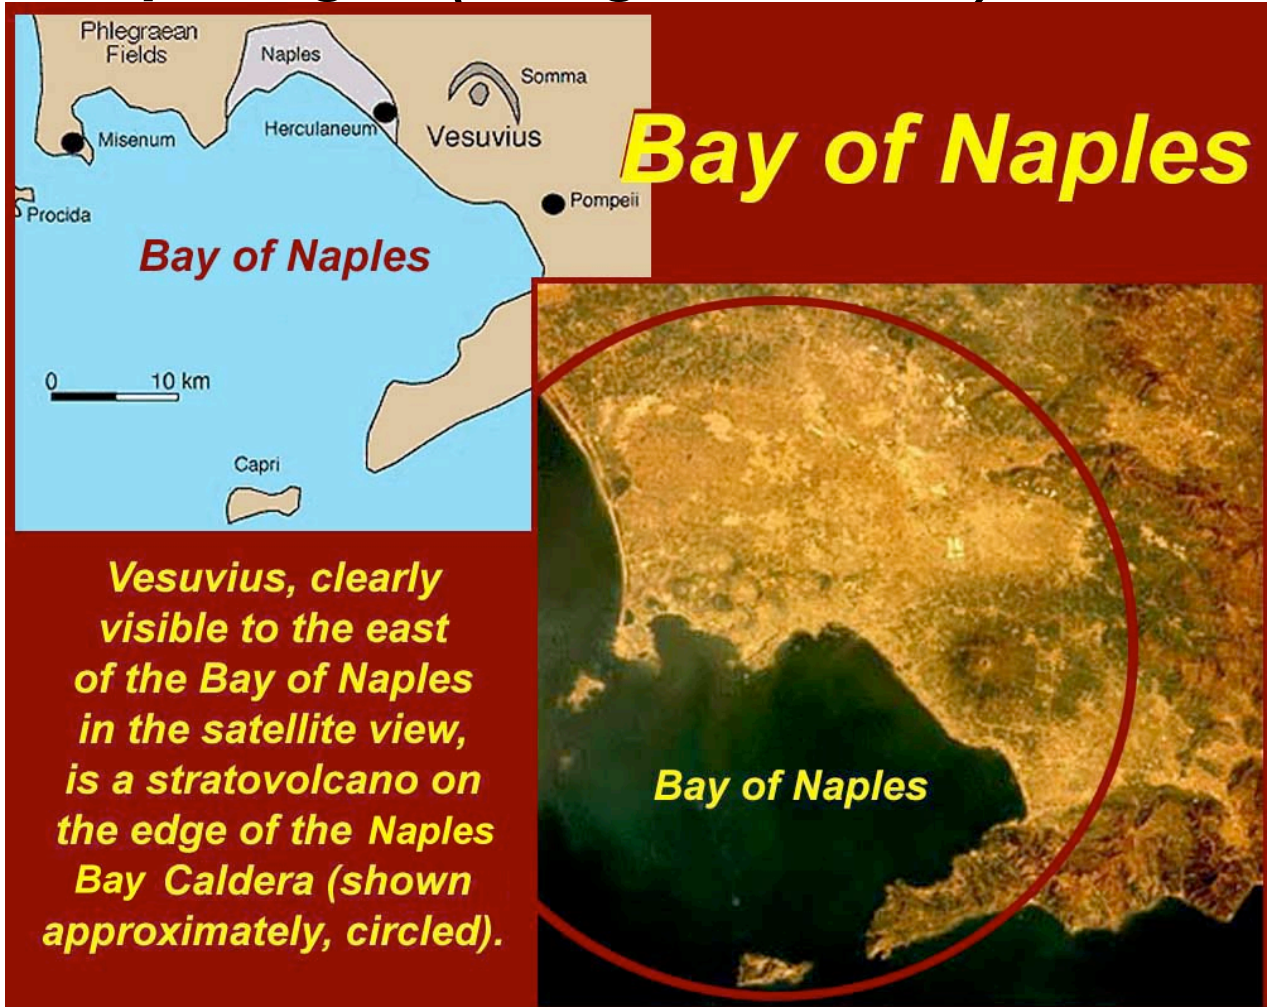 Phlegraean
Fields
Naples
Somma
Misenum
Herculaneum
Vesuvius
Pompeii
Procida
Bay of Naples
0 10 km
Capri
Bay of Naples
Vesuvius, clearly
visible to the east
of the Bay of Naples
in the satellite view,
is a stratovolcano on
the edge of the Naples
Bay Caldera (shown
approximately, circled).
Bay of Naples